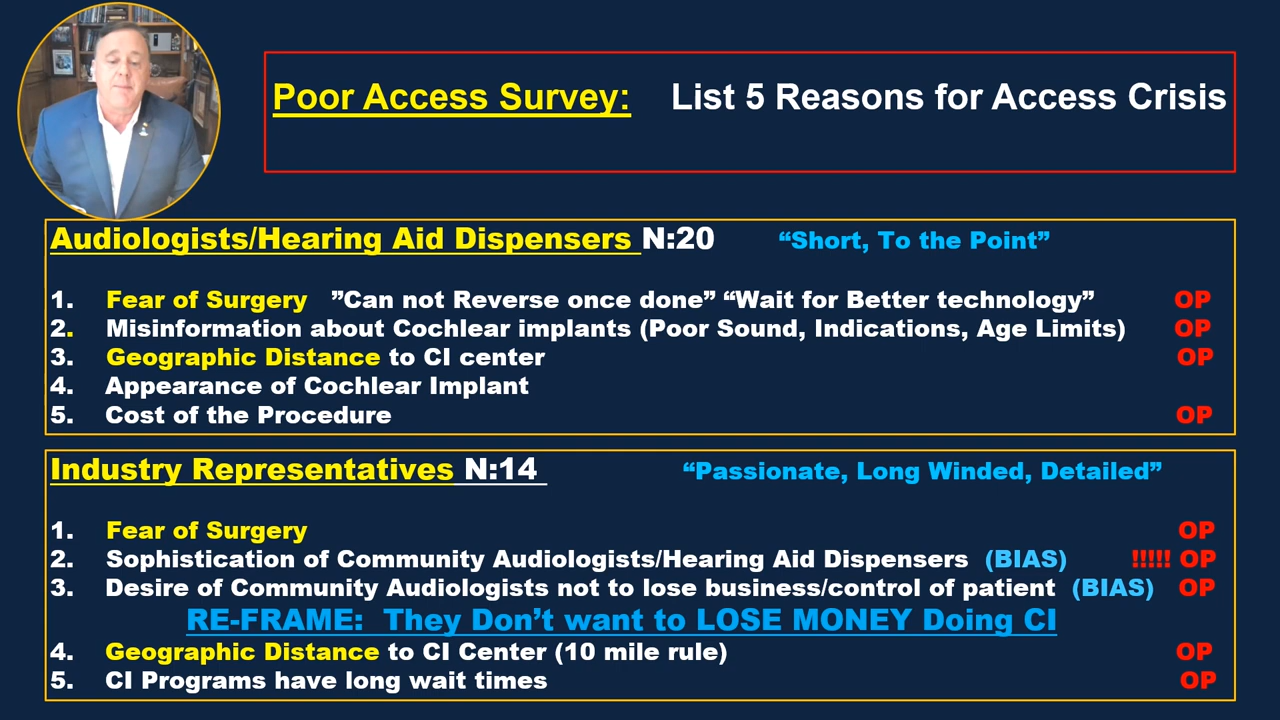 Poor Access Survey: List 5 Reasons for Access Crisis
Audiologists/Hearing Aid Dispensers N:20 “Short, To the Point”
1. Fear of Surgery ”Can not Reverse once done” “Wait for Better technology” OP
2. Misinformation about Cochlear implants (Poor Sound, Indications, Age Limits) OP
3. Geographic Distance to CI center OP
4. Appearance of Cochlear Implant
5. Cost of the Procedure OP
Industry Representatives N:14 “Passionate, Long Winded, Detailed”
1. Fear of Surgery OP
2. Sophistication of Community Audiologists/Hearing Aid Dispensers (BIAS) !!!!! OP
3. Desire of Community Audiologists not to lose business/control of patient (BIAS) OP
RE-FRAME: They Don’t want to LOSE MONEY Doing CI
4. Geographic Distance to CI Center (10 mile rule) OP
5. CI Programs have long wait times OP